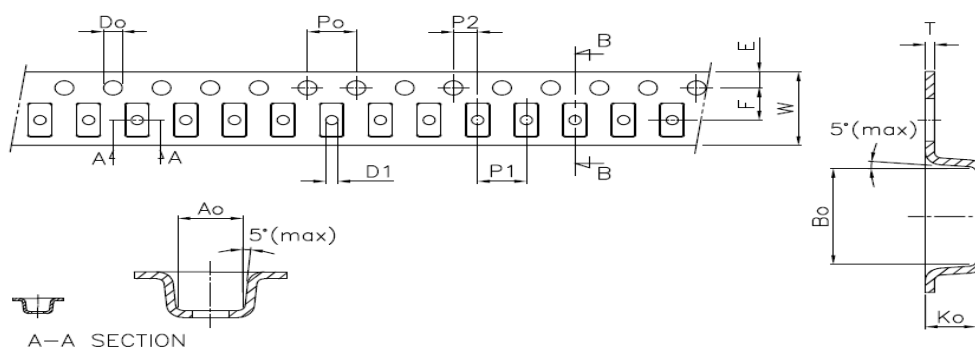 Do
Po
P2
B
T
E
F
W
A
A
D1
P1
B
5°(max)
Bo
Ao
5°(max)
Ko
A-A SECTION